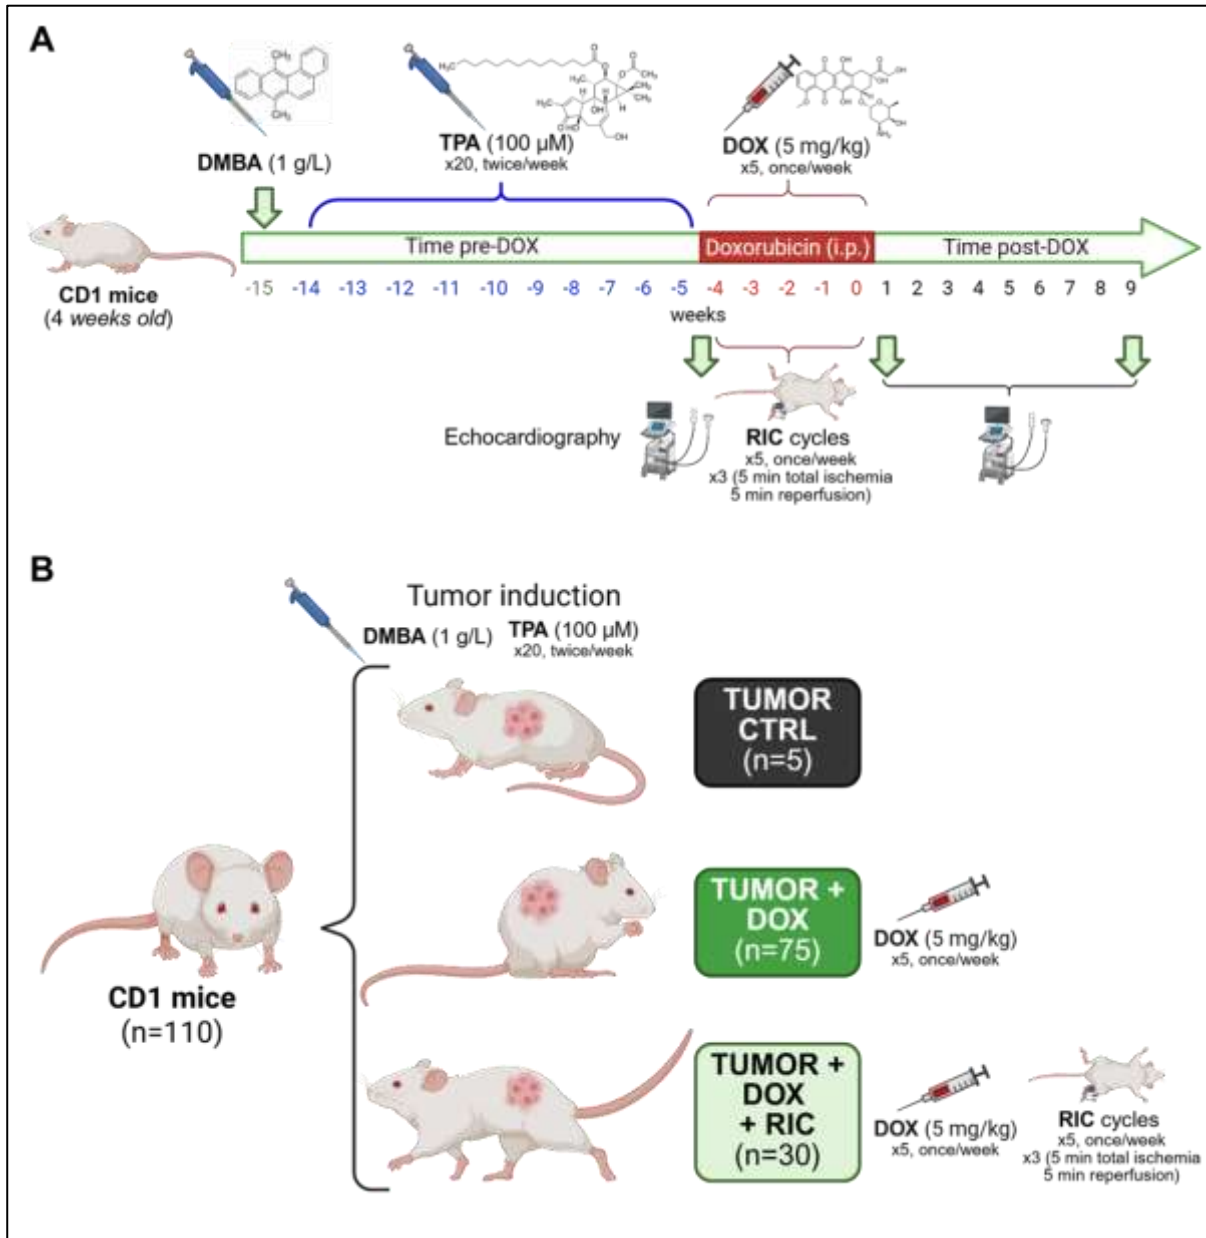 A
DMBA (1 g/L)
TPA (100 µM)
x20, twice/week
DOX (5 mg/kg)
x5, once/week
CD1 mice
(4 weeks old)
Time pre-DOX
Doxorubicin (i.p.)
Time post-DOX
-15 -14 -13 -12 -11 -10 -9 -8 -7 -6 -5 -4 -3 -2 -1 0 1 2 3 4 5 6 7 8 9
weeks
Echocardiography
RIC cycles
x5, once/week
x3 (5 min total ischemia
5 min reperfusion)
B
Tumor induction
DMBA (1 g/L)
TPA (100 µM)
x20, twice/week
TUMOR
CTRL
(n=5)
CD1 mice
(n=110)
TUMOR +
DOX
(n=75)
DOX (5 mg/kg)
x5, once/week
TUMOR +
DOX
+ RIC
(n=30)
DOX (5 mg/kg)
x5, once/week
RIC cycles
x5, once/week
x3 (5 min total ischemia
5 min reperfusion)